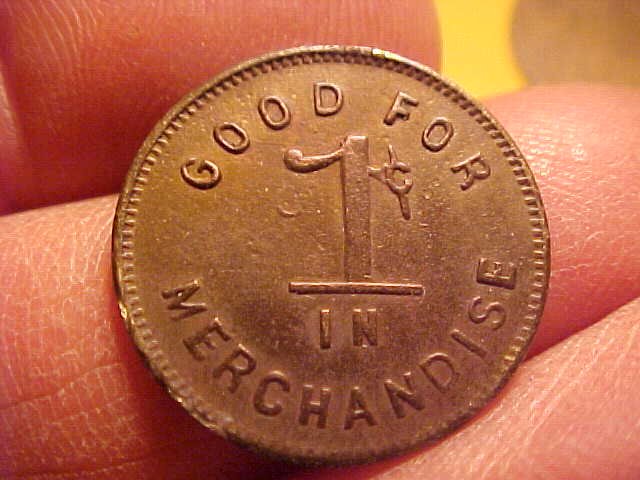 GOOD FOR
1¢
IN
MERCHANDISE